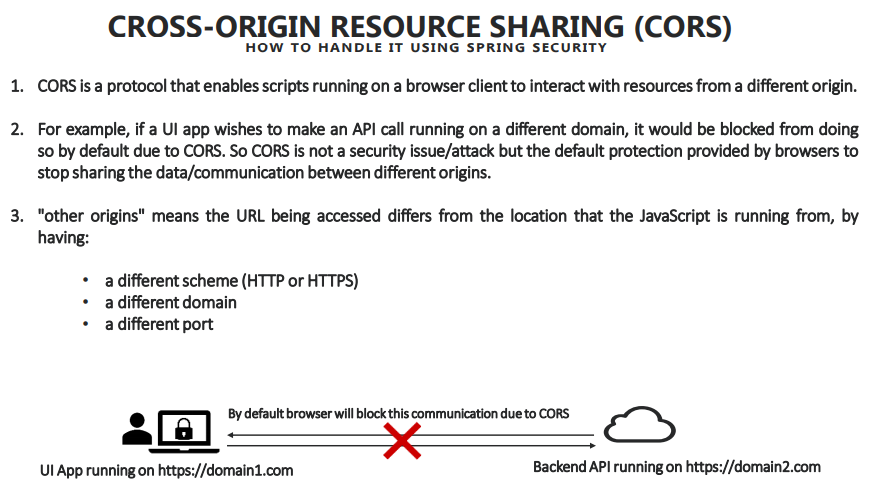 CROSS-ORIGIN RESOURCE SHARING (CORS)
HOW TO HANDLE IT USING SPRING SECURITY
1. CORS is a protocol that enables scripts running on a browser client to interact with resources from a different origin.
2. For example, if a UI app wishes to make an API call running on a different domain, it would be blocked from doing
so by default due to CORS. So CORS is not a security issue/attack but the default protection provided by browsers to
stop sharing the data/communication between different origins.
3. "other origins" means the URL being accessed differs from the location that the JavaScript is running from, by
having:
• a different scheme (HTTP or HTTPS)
• a different domain
• a different port
By default browser will block this communication due to CORS
UI App running on https://domain1.com
Backend API running on https://domain2.com